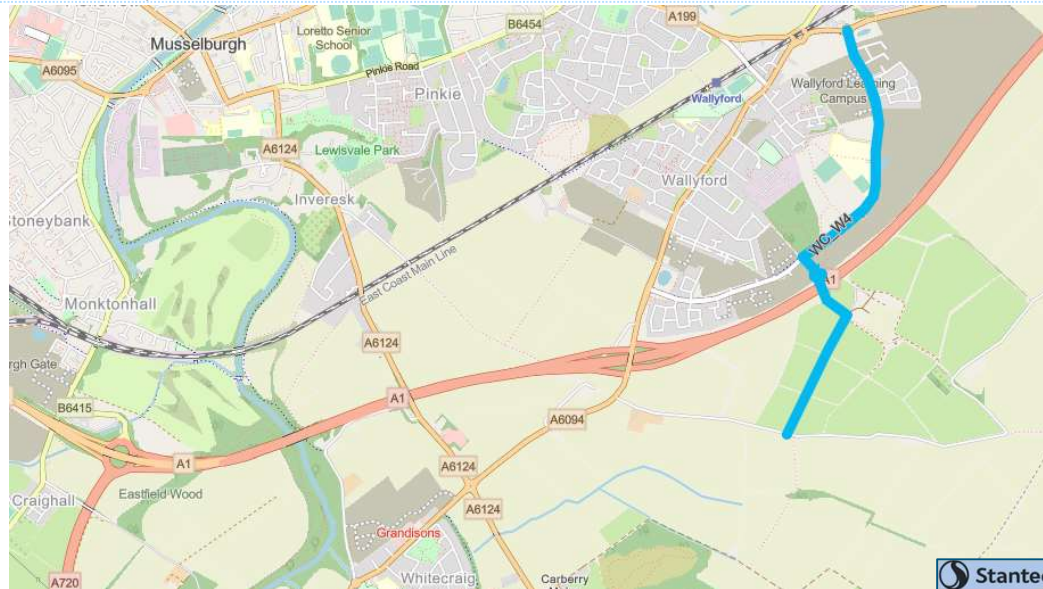 B6454
A199
Loretto Senior
School
Musselburgh
A6095
Pinkie Road
Pinkie
Wallyford
Wallyford Learning
Campus
A6124
Lewisvale Park
Wallyford
Inveresk
Stoneybank
WC_W4
East Coast Main Line
A1
Monktonhall
A6124
rgh Gate
A1
B6415
A6094
A1
A6124
Eastfield Wood
Craighall
A6124
Grandisons
A720
Whitecraig
Carberry
Stantec